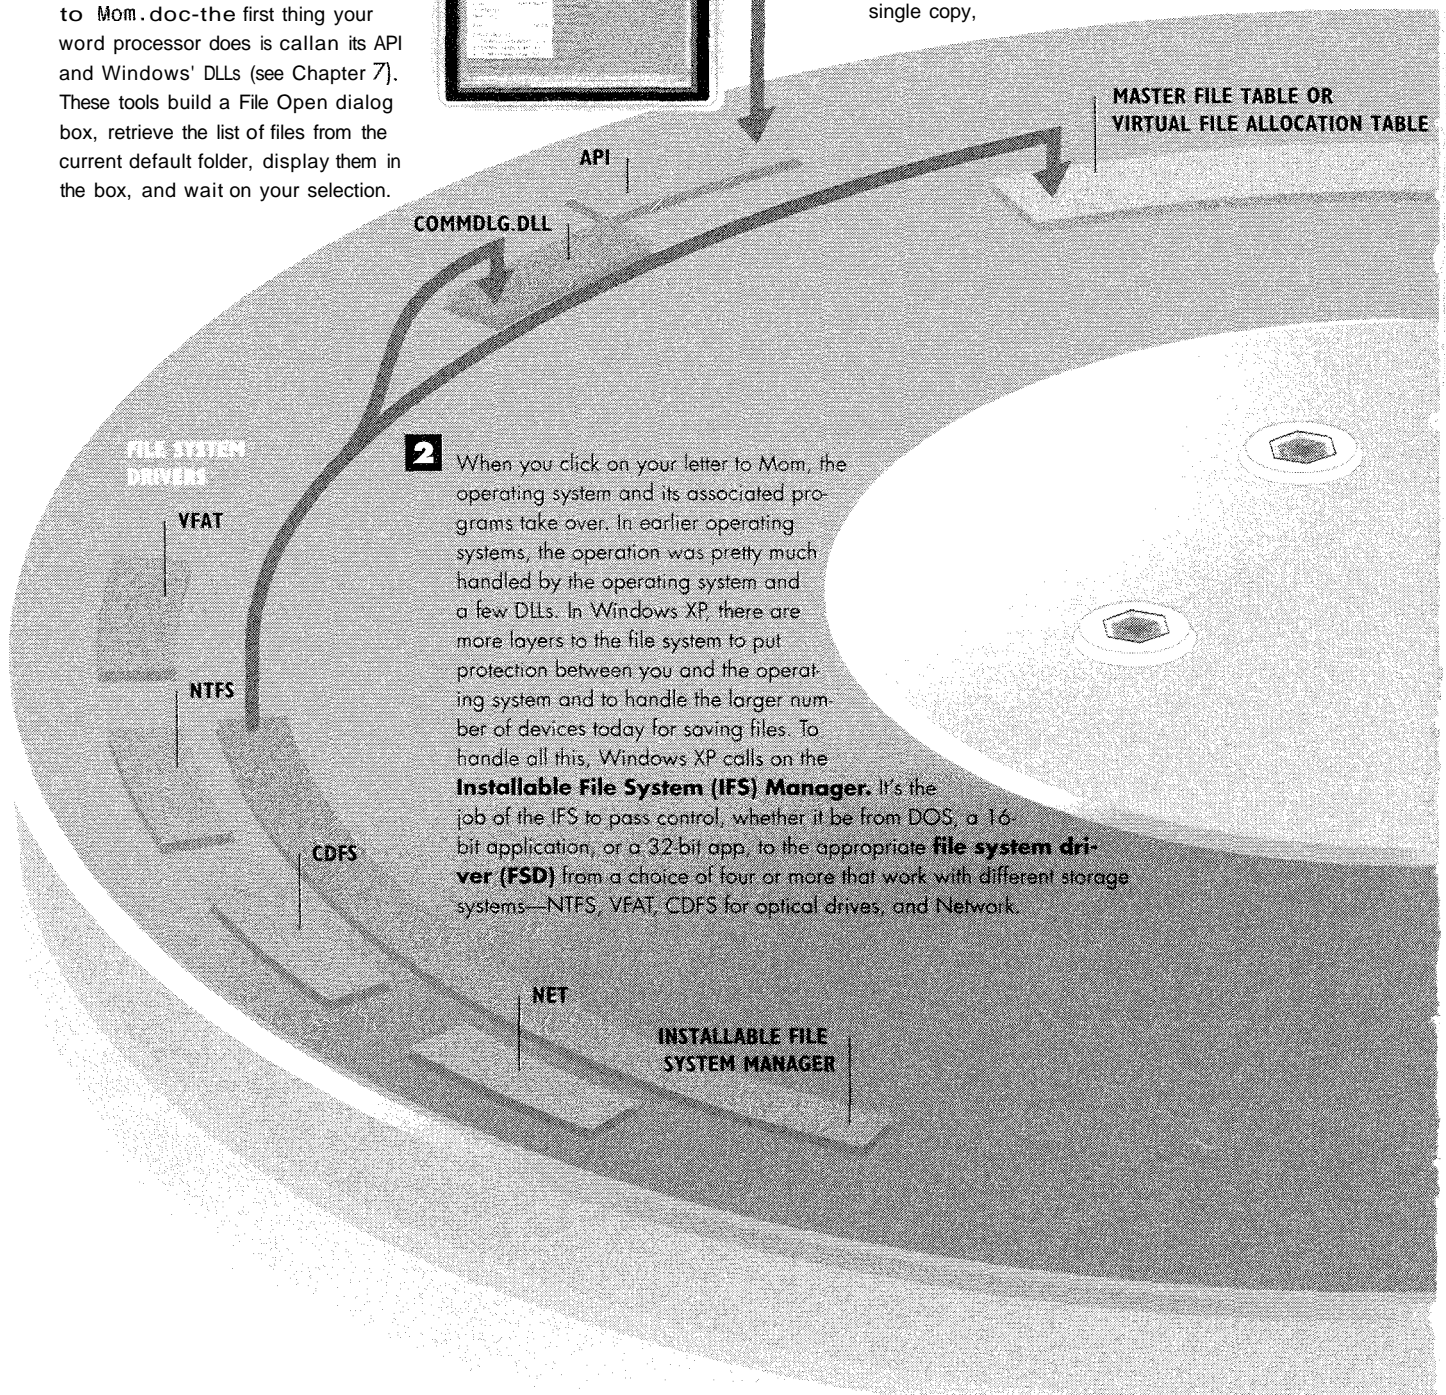 to Mom.doc-the first thing your
word processor does is callan its API
and Windows' DLLs (see Chapter 7).
These tools build a File Open dialog
box, retrieve the list of files from the
current default folder, display them in
the box, and wait on your selection.
single copy,
MASTER FILE TABLE OR
VIRTUAL FILE ALLOCATION TABLE
API
COMMDLG.DLL
FILE SYSTEM
DRIVERS
VFAT
NTFS
CDFS
NET
INSTALLABLE FILE
SYSTEM MANAGER
2
When you click on your letter to Mom, the
operating system and its associated pro-
grams take over. In earlier operating
systems, the operation was pretty much
handled by the operating system and
a few DLLs. In Windows XP, there are
more layers to the file system to put
protection between you and the operat-
ing system and to handle the larger num-
ber of devices today for saving files. To
handle all this, Windows XP calls on the
Installable File System (IFS) Manager. It's the
job of the IFS to pass control, whether it be from DOS, a 16-
bit application, or a 32-bit app, to the appropriate file system dri-
ver (FSD) from a choice of four or more that work with different storage
systems—NTFS, VFAT, CDFS for optical drives, and Network.